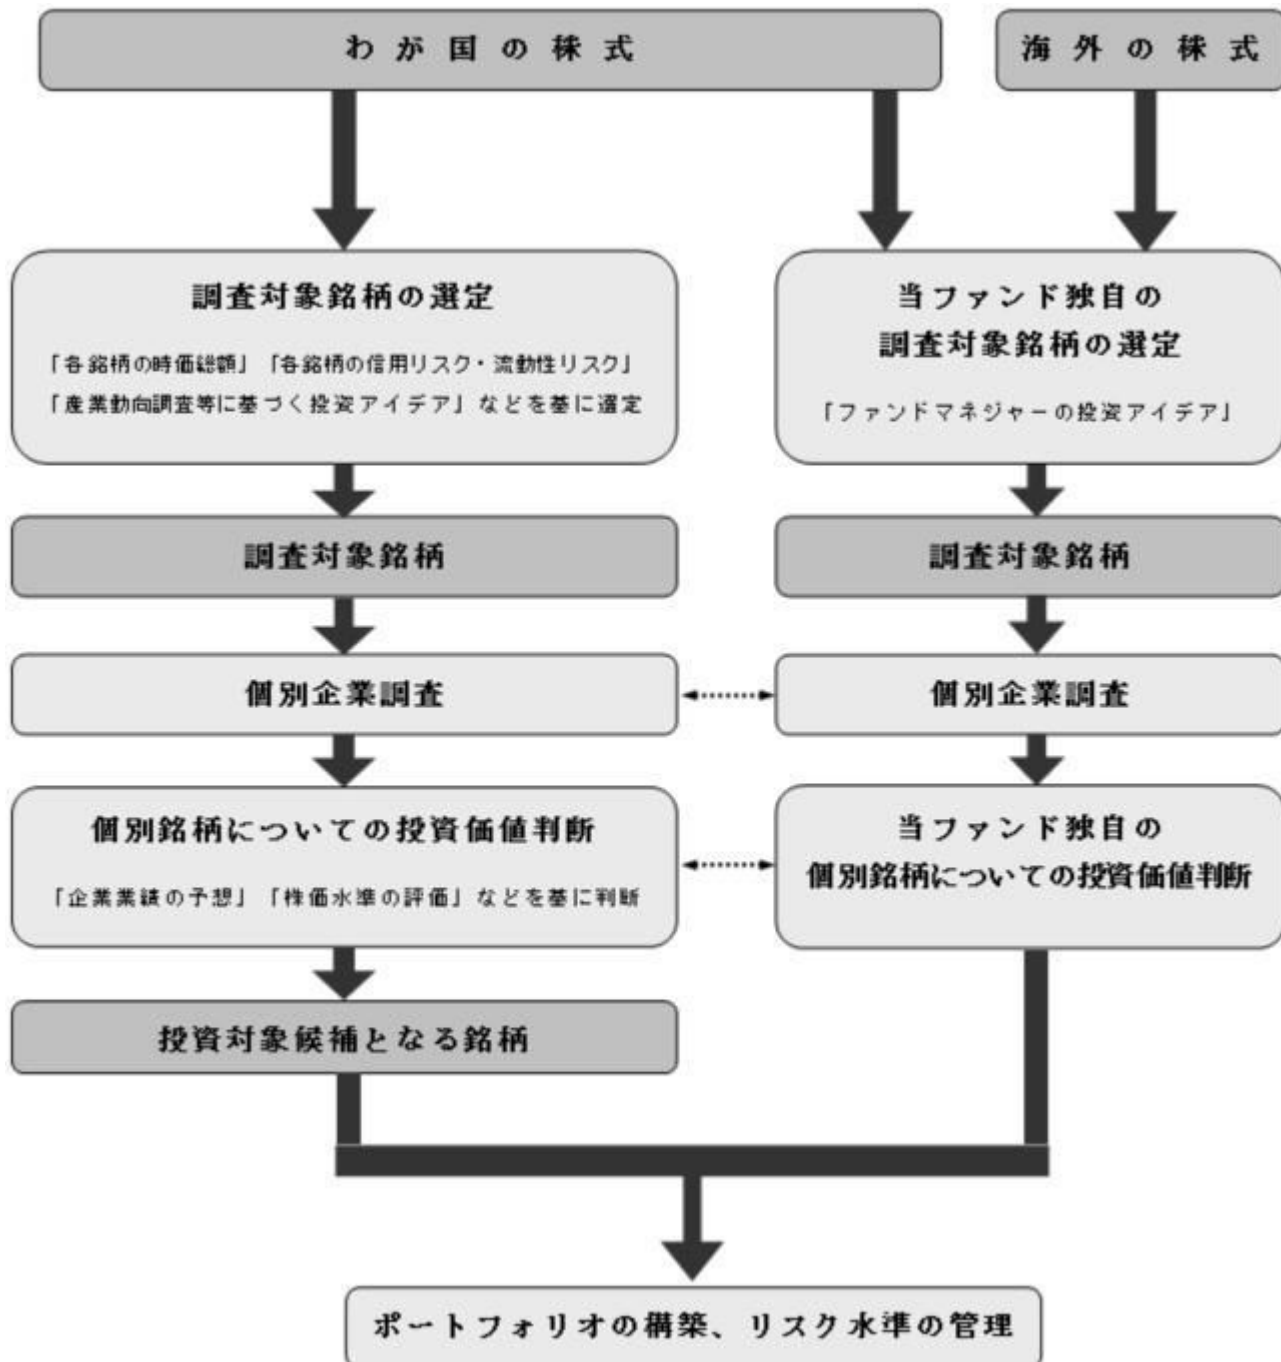 わが国の株式
海外の株式
調査対象銘柄の選定
「各銘柄の時価総額」「各銘柄の信用リスク・流動性リスク」
「産業動向調査等に基づく投資アイデア」などを基に選定
当ファンド独自の
調査対象銘柄の選定
「ファンドマネジャーの投資アイデア」
調査対象銘柄
調査対象銘柄
個別企業調査
個別企業調査
個別銘柄についての投資価値判断
「企業業績の予想」「株価水準の評価」などを基に判断
当ファンド独自の
個別銘柄についての投資価値判断
投資対象候補となる銘柄
ポートフォリオの構築、リスク水準の管理